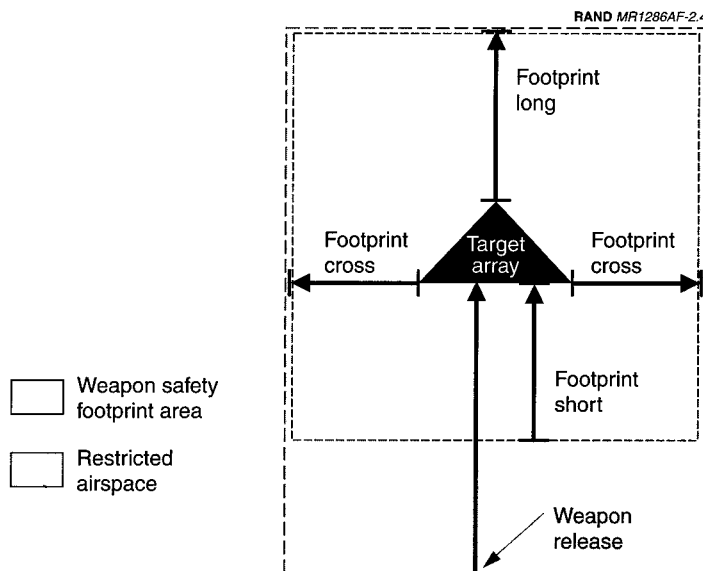 RAND MR1286AF-2.4
Footprint
long
Footprint
cross
Target
array
Footprint
cross
Footprint
short
Weapon safety
footprint area
Restricted
airspace
Weapon
release